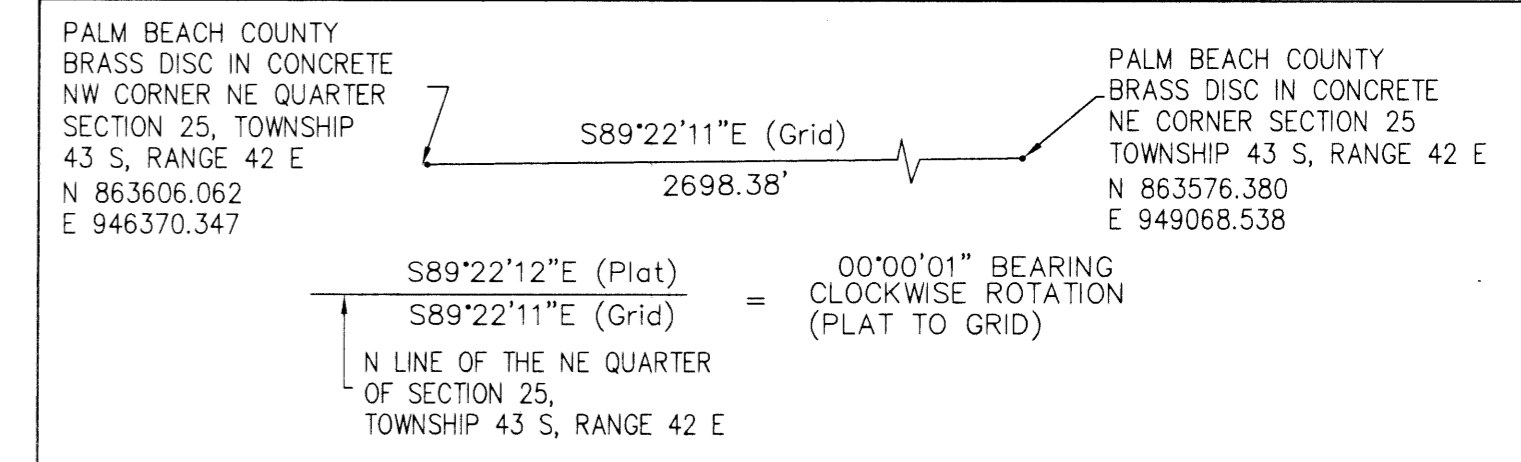 PALM BEACH COUNTY
BRASS DISC IN CONCRETE
NW CORNER NE QUARTER
SECTION 25, TOWNSHIP
43 S, RANGE 42 E
N 863606.062
E 946370.347
S89°22'11"E (Grid)
2698.38'
PALM BEACH COUNTY
BRASS DISC IN CONCRETE
NE CORNER SECTION 25
TOWNSHIP 43 S, RANGE 42 E
N 863576.380
E 949068.538
S89°22'12"E (Plat)
S89°22'11"E (Grid)
=
00°00'01" BEARING
CLOCKWISE ROTATION
(PLAT TO GRID)
N LINE OF THE NE QUARTER
OF SECTION 25,
TOWNSHIP 43 S, RANGE 42 E